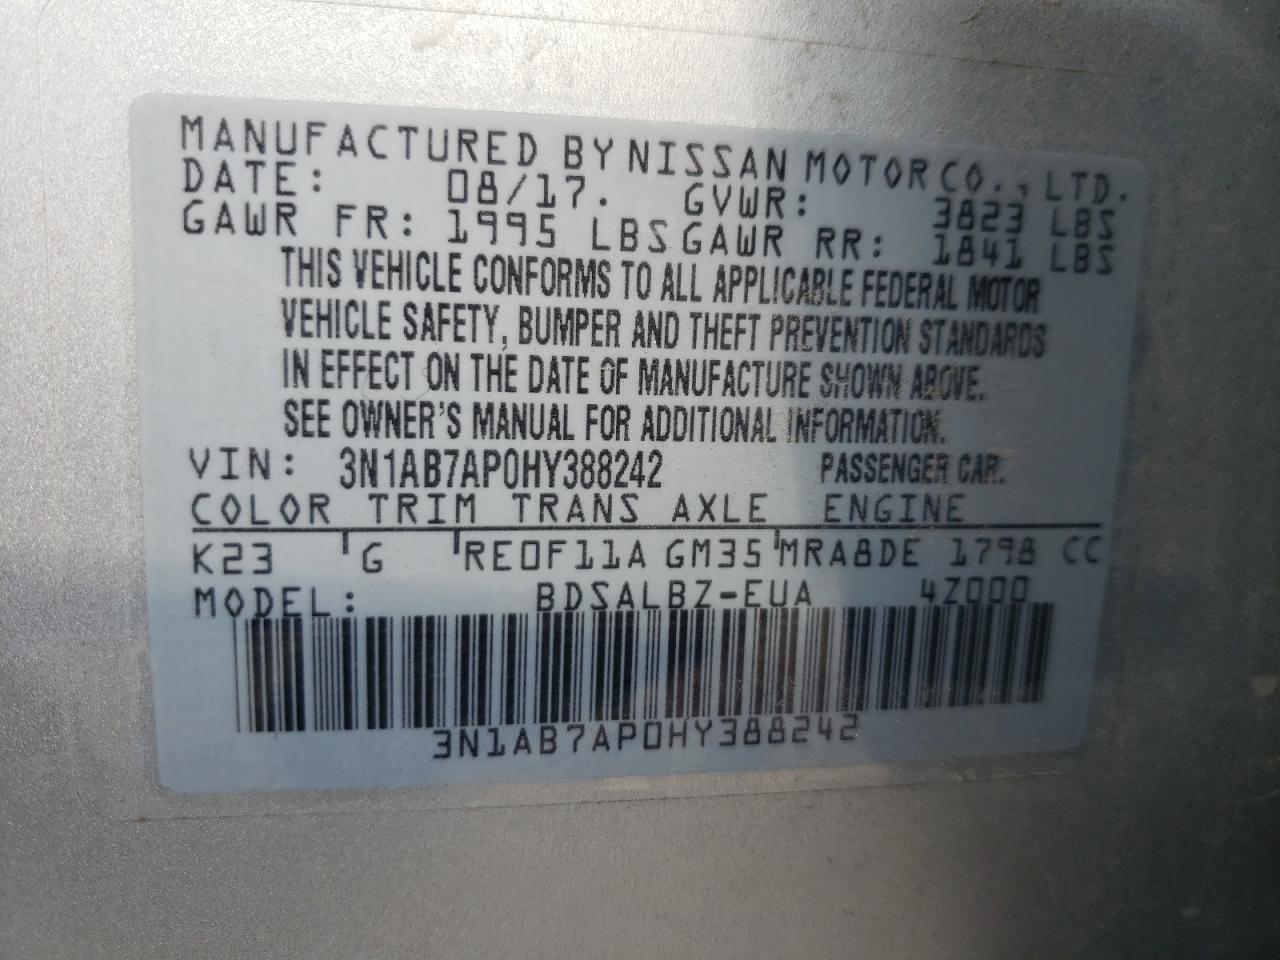 MANUFACTURED BY NISSAN MOTOR CO., LTD.
DATE: 08/17. GVWR: 3823 LBS
GAWR FR: 1995 LBS GAWR RR: 1841 LBS
THIS VEHICLE CONFORMS TO ALL APPLICABLE FEDERAL MOTOR
VEHICLE SAFETY, BUMPER AND THEFT PREVENTION STANDARDS
IN EFFECT ON THE DATE OF MANUFACTURE SHOWN ABOVE.
SEE OWNER'S MANUAL FOR ADDITIONAL INFORMATION.
VIN: 3N1AB7AP0HY388242 PASSENGER CAR.
COLOR TRIM TRANS AXLE ENGINE
K23 G RE0F11A GM35 MRA8DE 1798 CC
MODEL: BDSALBZ-EUA 4Z000
3N1AB7AP0HY388242